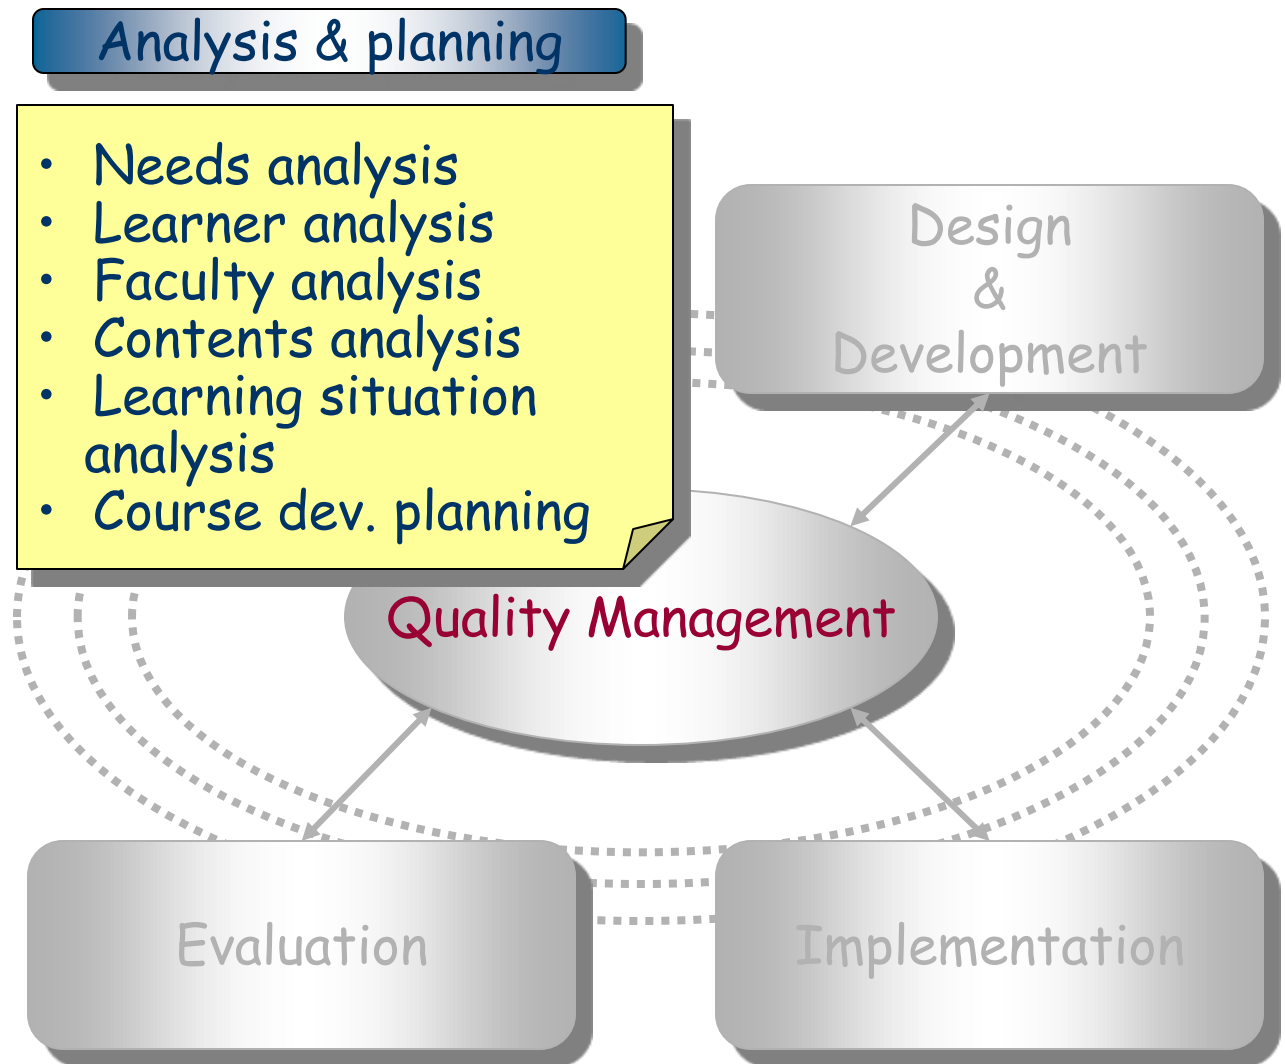 Analysis & planning
• Needs analysis
• Learner analysis
• Faculty analysis
• Contents analysis
• Learning situation
analysis
• Course dev. planning
Design
&
Development
Quality Management
Evaluation
Implementation